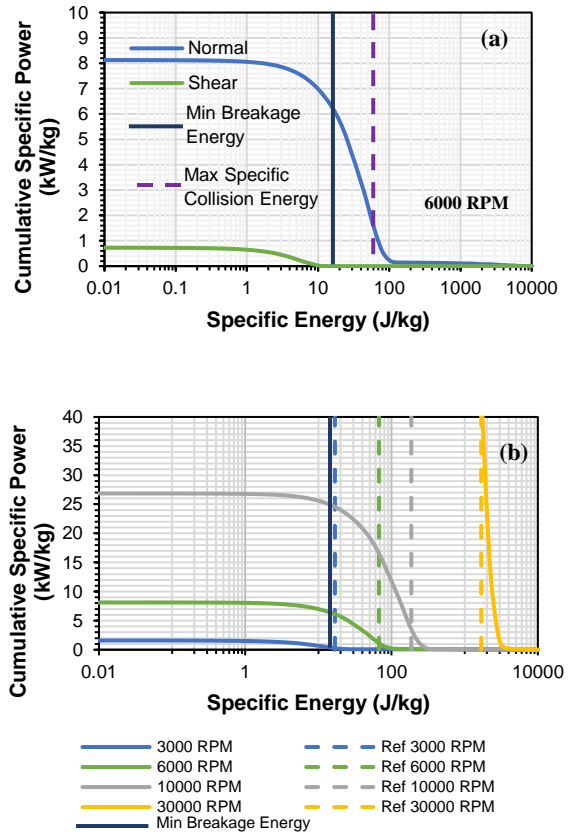 (a)
10
9
8
7
6
5
4
3
2
1
0
Normal
Shear
Min Breakage
Energy
Max Specific
Collision Energy
6000 RPM
Cumulative Specific Power
(kW/kg)
0.01 0.1 1 10 100 1000 10000
Specific Energy (J/kg)
(b)
40
35
30
25
20
15
10
5
0
Cumulative Specific Power
(kW/kg)
0.01 1 100 10000
Specific Energy (J/kg)
3000 RPM Ref 3000 RPM
6000 RPM Ref 6000 RPM
10000 RPM Ref 10000 RPM
30000 RPM Ref 30000 RPM
Min Breakage Energy